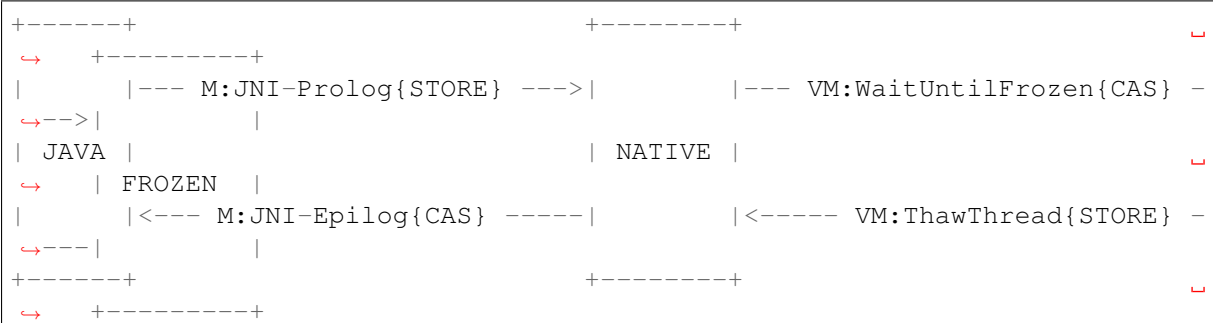 +------+                              +--------+                              ␣
↪    +---------+
|      |--- M:JNI-Prolog{STORE} --->|        |--- VM:WaitUntilFrozen{CAS} -
↪-->|         |
| JAVA |                              | NATIVE |                              ␣
↪    | FROZEN  |
|      |<--- M:JNI-Epilog{CAS} -----|        |<----- VM:ThawThread{STORE} -
↪---|         |
+------+                              +--------+                              ␣
↪    +---------+